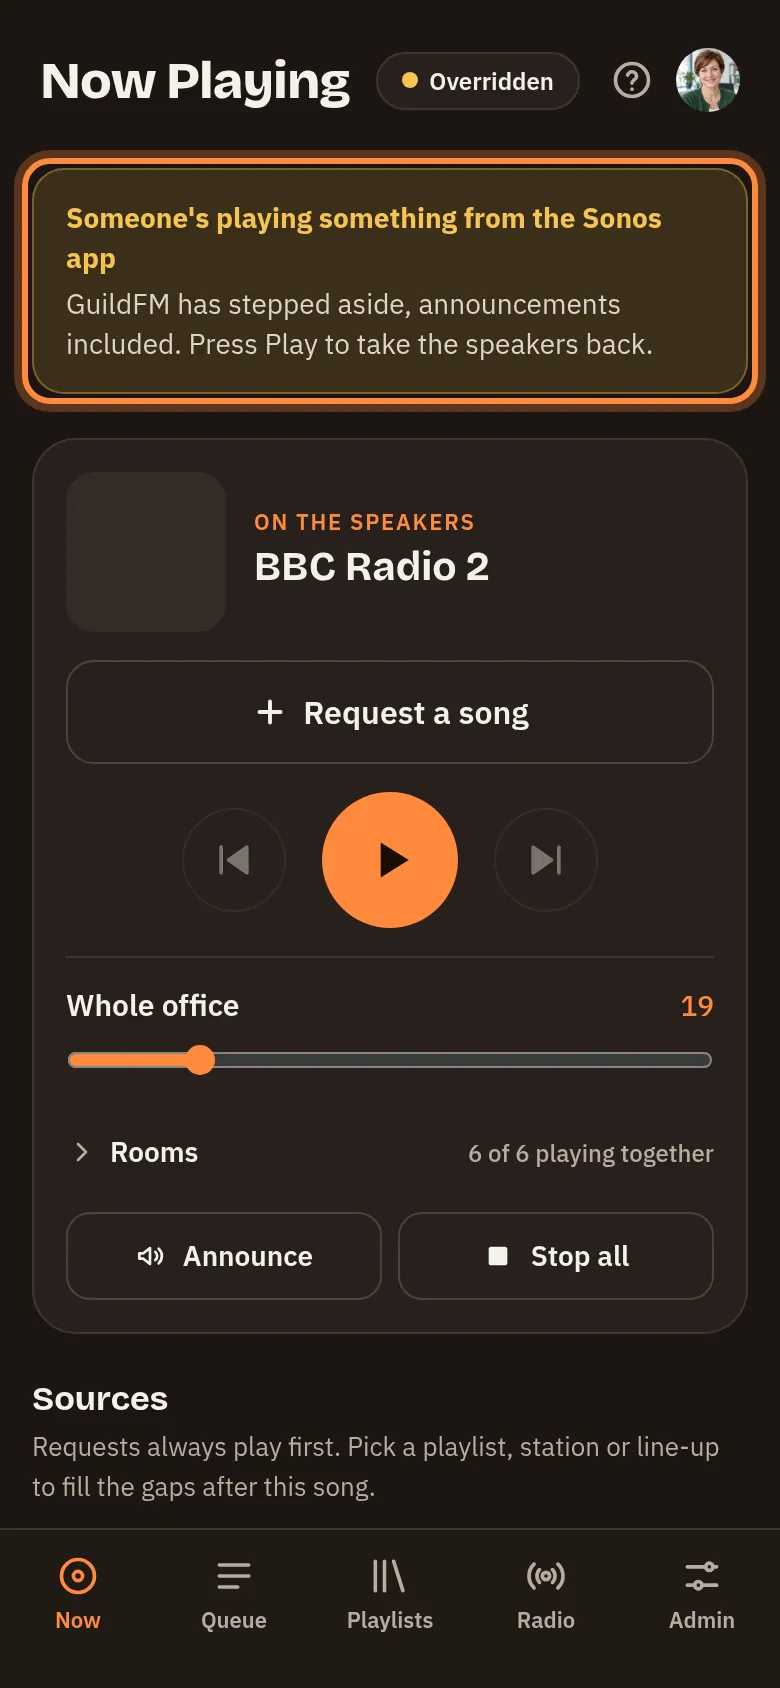 Now Playing
Overridden
Someone's playing something from the Sonos
app
GuildFM has stepped aside, announcements
included. Press Play to take the speakers back.
ON THE SPEAKERS
BBC Radio 2
Request a song
Whole office
19
Rooms
6 of 6 playing together
Announce
Stop all
Sources
Requests always play first. Pick a playlist, station or line-up
to fill the gaps after this song.
Now
Queue
Playlists
Radio
Admin